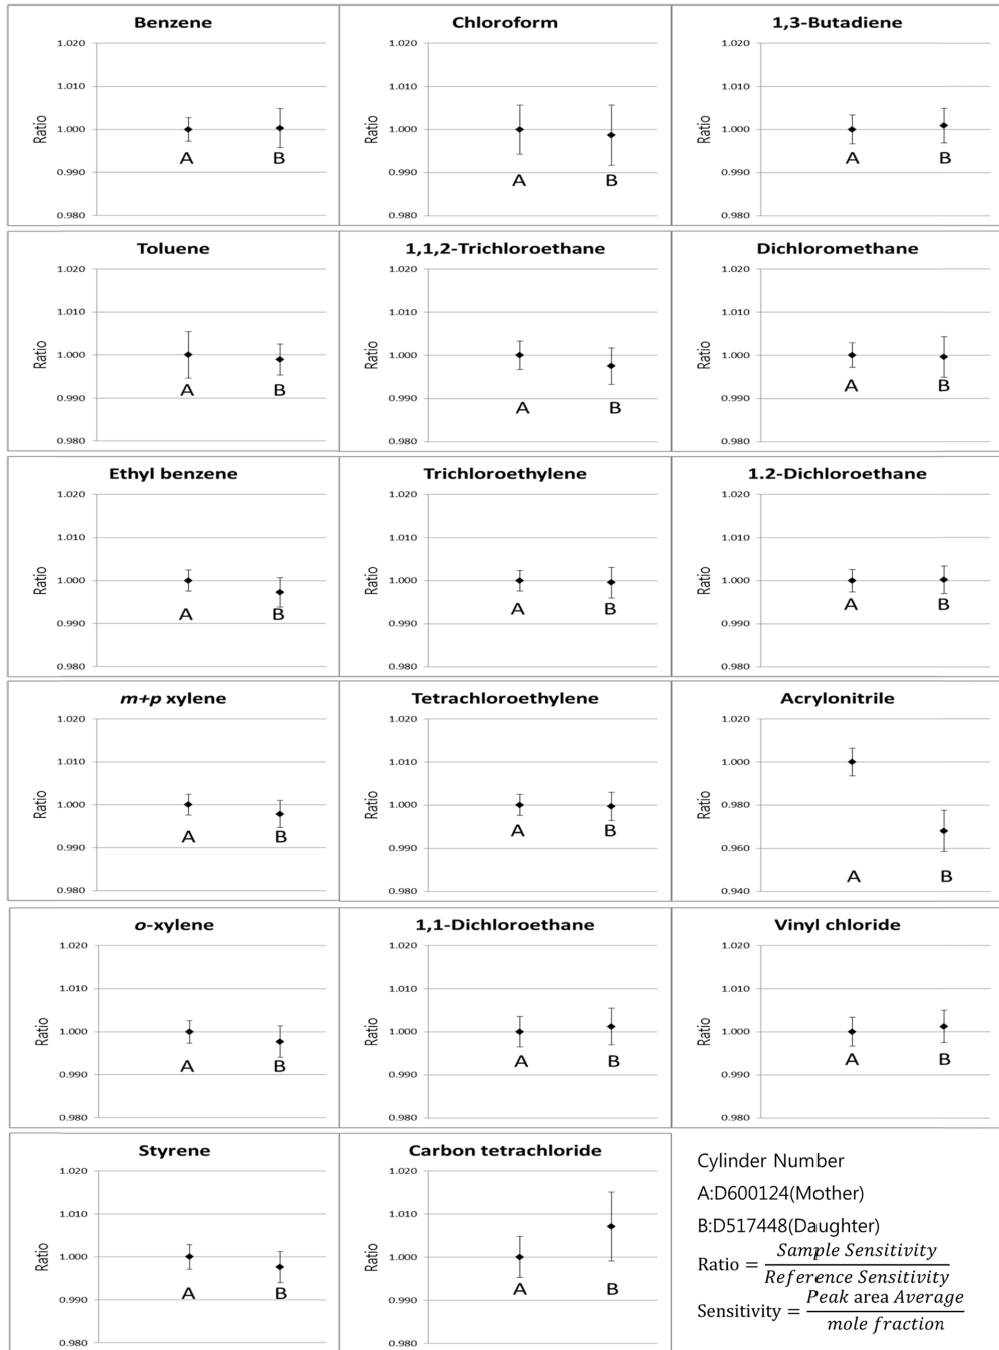 Benzene
1.020
1.010
1.000
0.990
0.980
Ratio
A
B
Chloroform
1.020
1.010
1.000
0.990
0.980
Ratio
A
B
1,3-Butadiene
1.020
1.010
1.000
0.990
0.980
Ratio
A
B
Toluene
1.020
1.010
1.000
0.990
0.980
Ratio
A
B
1,1,2-Trichloroethane
1.020
1.010
1.000
0.990
0.980
Ratio
A
B
Dichloromethane
1.020
1.010
1.000
0.990
0.980
Ratio
A
B
Ethyl benzene
1.020
1.010
1.000
0.990
0.980
Ratio
A
B
Trichloroethylene
1.020
1.010
1.000
0.990
0.980
Ratio
A
B
1.2-Dichloroethane
1.020
1.010
1.000
0.990
0.980
Ratio
A
B
m+p xylene
1.020
1.010
1.000
0.990
0.980
Ratio
A
B
Tetrachloroethylene
1.020
1.010
1.000
0.990
0.980
Ratio
A
B
Acrylonitrile
1.020
1.000
0.980
0.960
0.940
Ratio
A
B
o-xylene
1.020
1.010
1.000
0.990
0.980
Ratio
A
B
1,1-Dichloroethane
1.020
1.010
1.000
0.990
0.980
Ratio
A
B
Vinyl chloride
1.020
1.010
1.000
0.990
0.980
Ratio
A
B
Styrene
1.020
1.010
1.000
0.990
0.980
Ratio
A
B
Carbon tetrachloride
1.020
1.010
1.000
0.990
0.980
Ratio
A
B
Cylinder Number
A:D600124(Mother)
B:D517448(Daughter)
Ratio = Sample Sensitivity / Reference Sensitivity
Sensitivity = Peak area Average / mole fraction